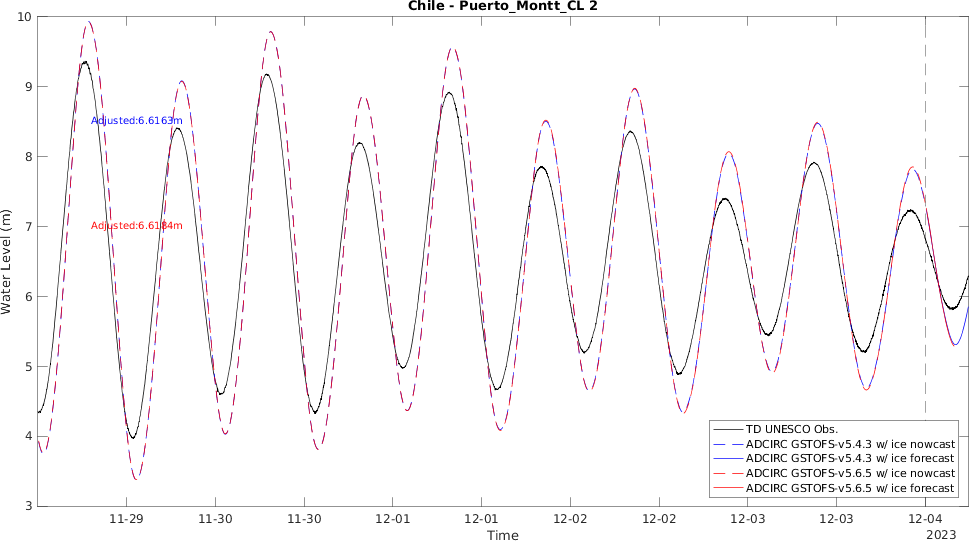 Chile - Puerto_Montt_CL 2
10
9
8
7
6
5
4
3
Water Level (m)
Adjusted:6.6163m
Adjusted:6.6184m
TD UNESCO Obs.
ADCIRC GSTOFS-v5.4.3 w/ ice nowcast
ADCIRC GSTOFS-v5.4.3 w/ ice forecast
ADCIRC GSTOFS-v5.6.5 w/ ice nowcast
ADCIRC GSTOFS-v5.6.5 w/ ice forecast
11-29 11-30 11-30 12-01 12-01 12-02 12-02 12-03 12-03 12-04
Time
2023